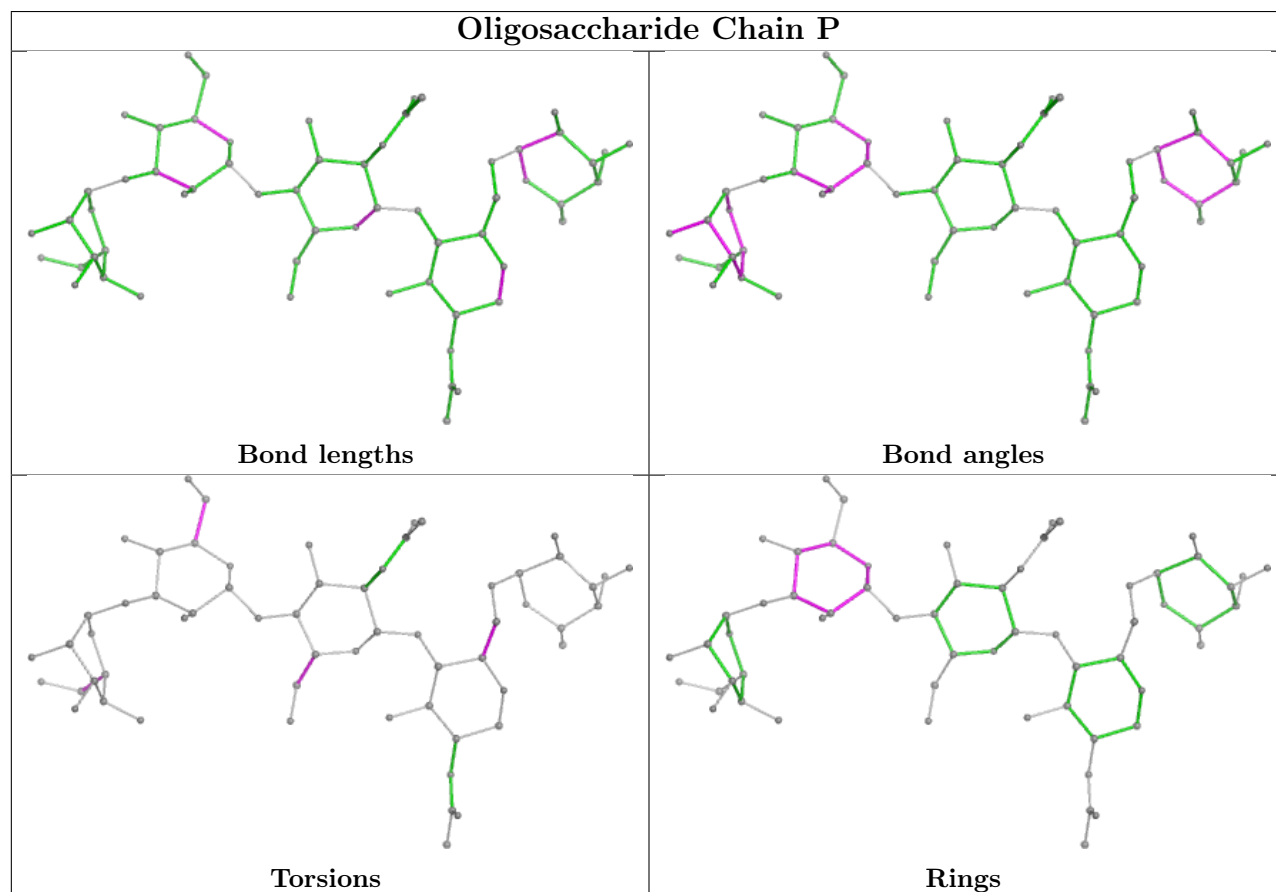 Oligosaccharide Chain P
Bond lengths
Bond angles
Torsions
Rings